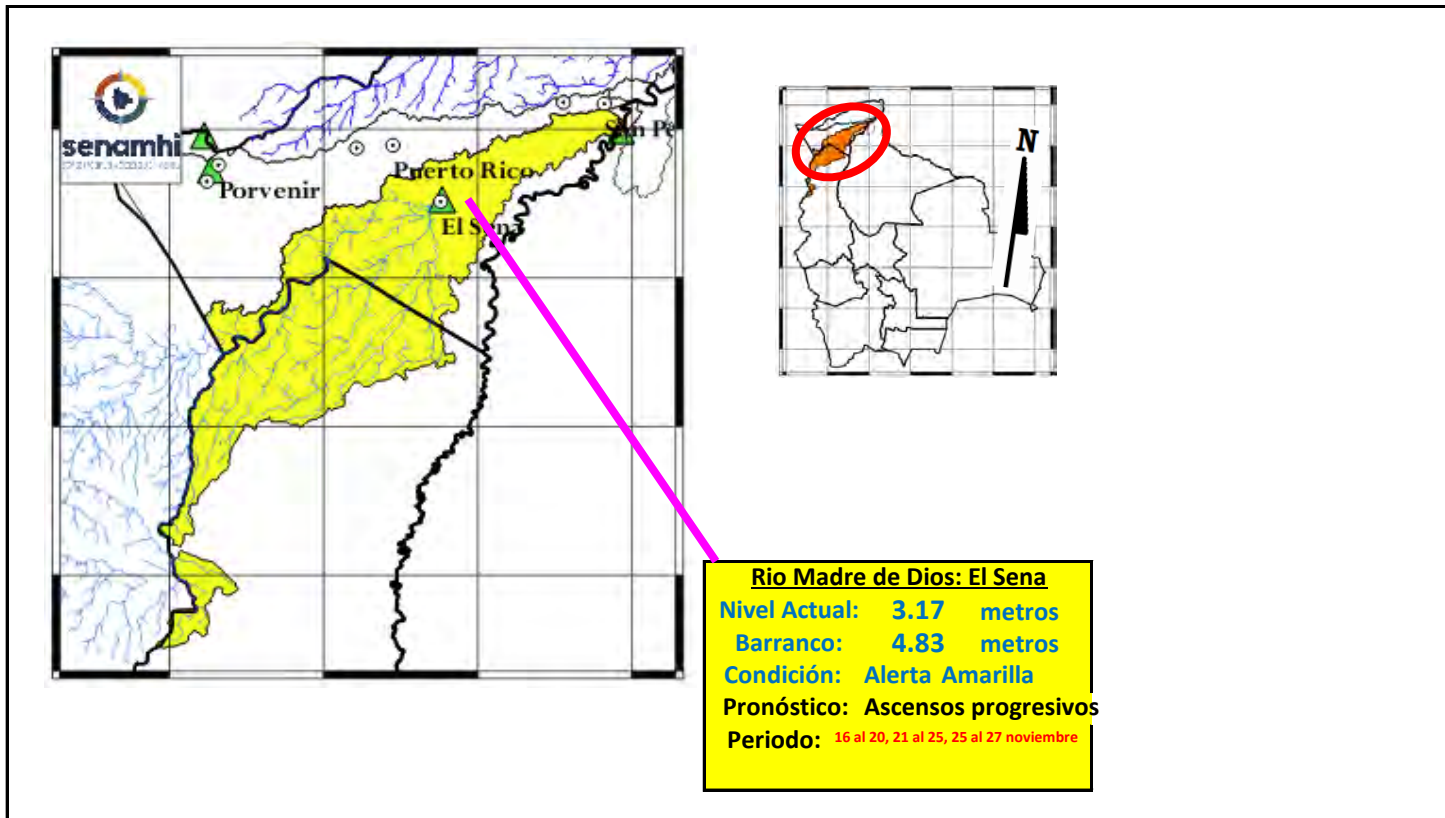 senamhi
Porvenir
Puerto Rico
El Sena
San Pe
N
Rio Madre de Dios: El Sena
Nivel Actual: 3.17 metros
Barranco: 4.83 metros
Condición: Alerta Amarilla
Pronóstico: Ascensos progresivos
Periodo: 16 al 20, 21 al 25, 25 al 27 noviembre